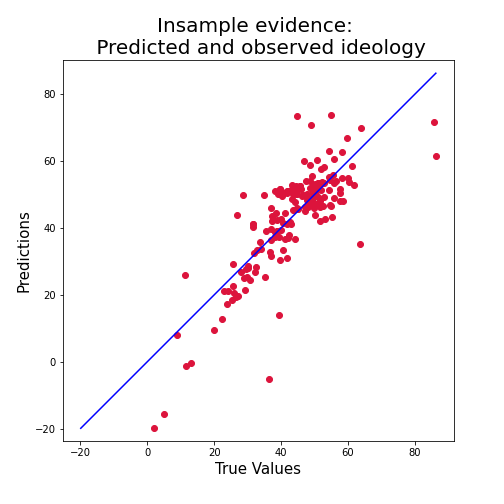 Insample evidence:
Predicted and observed ideology
80
60
40
20
0
−20
Predictions
−20 0 20 40 60 80
True Values